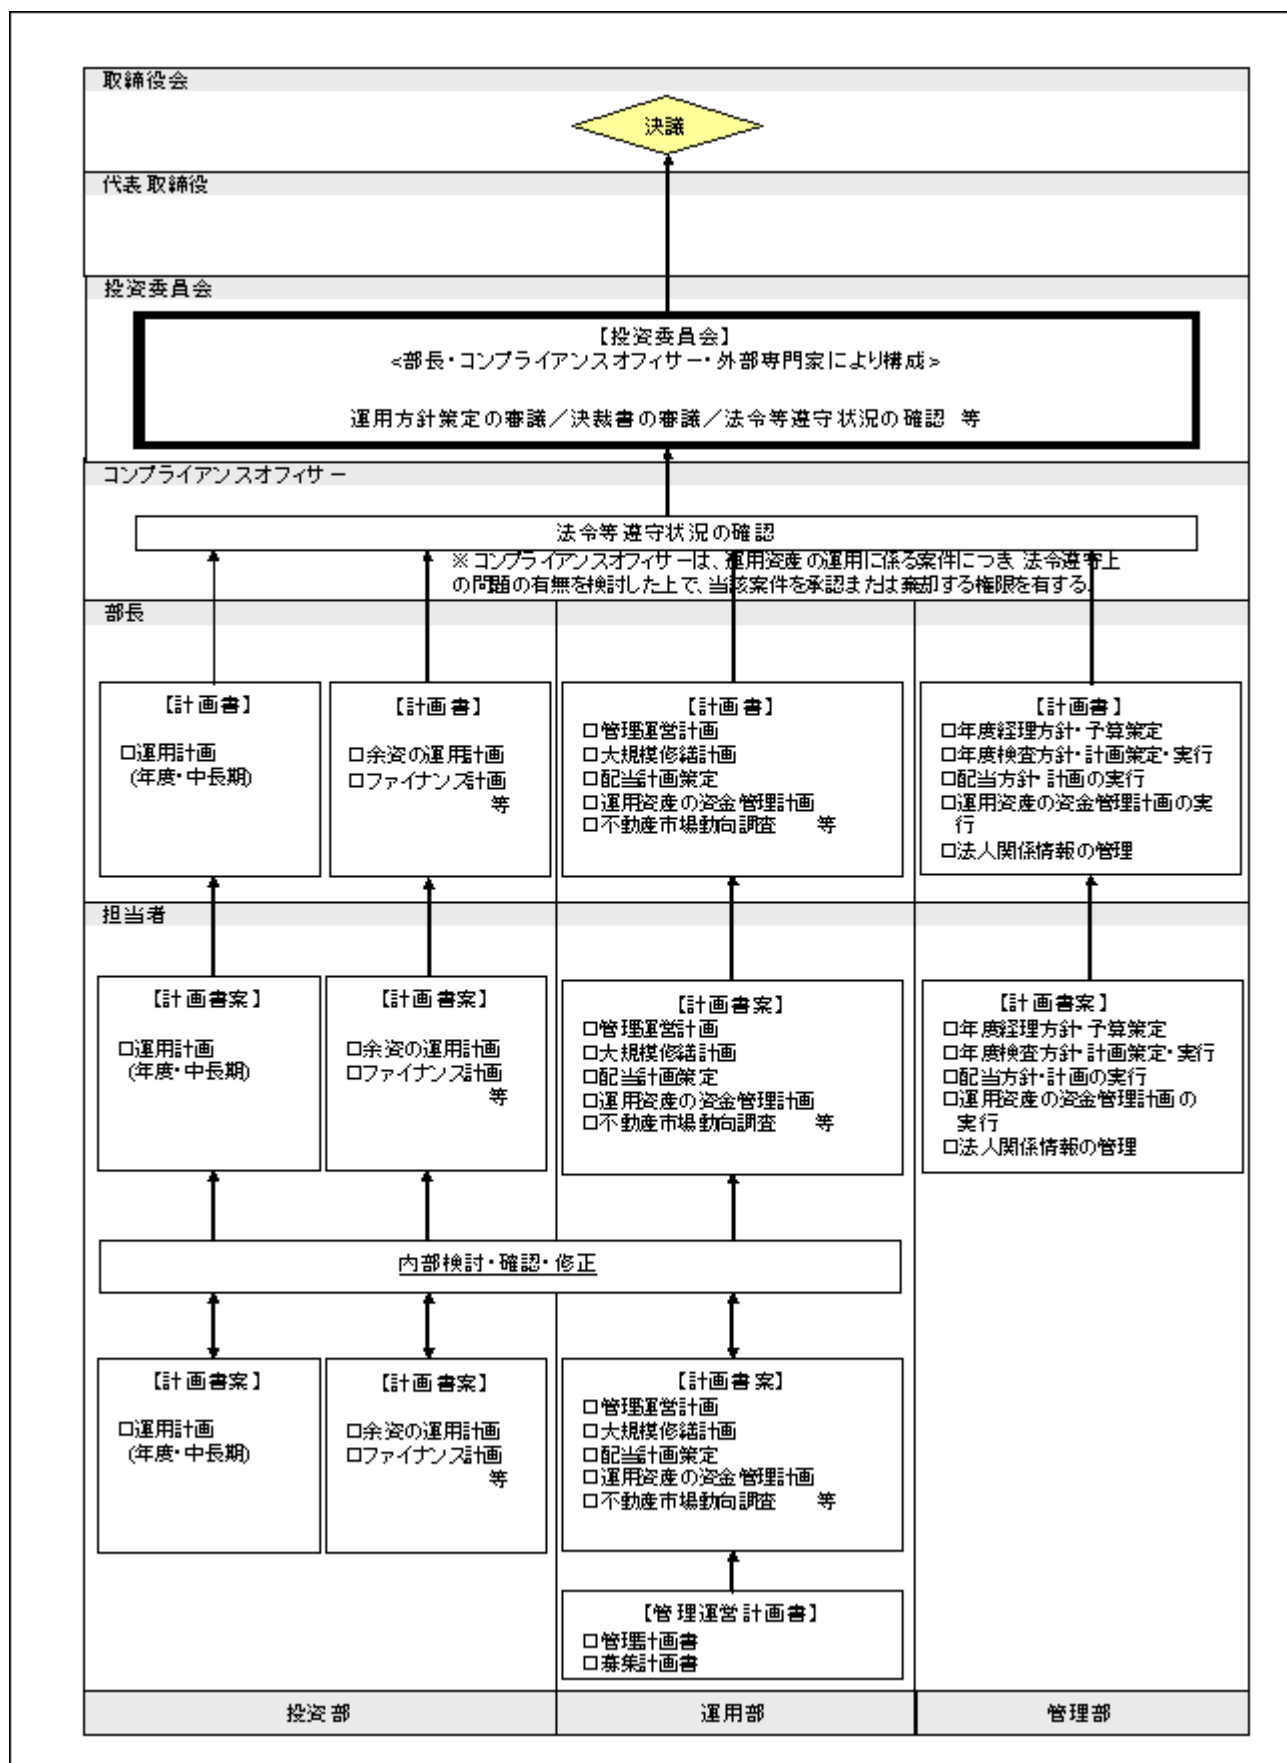 取締役会
決議
代表取締役
投資委員会
【投資委員会】
<部長・コンプライアンスオフィサー・外部専門家により構成>
運用方針策定の審議／決裁書の審議／法令等遵守状況の確認 等
コンプライアンスオフィサー
法令等遵守状況の確認
※コンプライアンスオフィサーは、運用資産の運用に係る案件につき、法令遵守上
の問題の有無を検討した上で、当該案件を承認または棄却する権限を有する。
部長
【計画書】
□運用計画
(年度・中長期)
【計画書】
□余資の運用計画
□ファイナンス計画
等
【計画書】
□管理運営計画
□大規模修繕計画
□配当計画策定
□運用資産の資金管理計画
□不動産市場動向調査 等
【計画書】
□年度経理方針・予算策定
□年度検査方針・計画策定・実行
□配当方針・計画の実行
□運用資産の資金管理計画の実
行
□法人関係情報の管理
担当者
【計画書案】
□運用計画
(年度・中長期)
【計画書案】
□余資の運用計画
□ファイナンス計画
等
【計画書案】
□管理運営計画
□大規模修繕計画
□配当計画策定
□運用資産の資金管理計画
□不動産市場動向調査 等
【計画書案】
□年度経理方針・予算策定
□年度検査方針・計画策定・実行
□配当方針・計画の実行
□運用資産の資金管理計画の
実行
□法人関係情報の管理
内部検討・確認・修正
【計画書案】
□運用計画
(年度・中長期)
【計画書案】
□余資の運用計画
□ファイナンス計画
等
【計画書案】
□管理運営計画
□大規模修繕計画
□配当計画策定
□運用資産の資金管理計画
□不動産市場動向調査 等
【管理運営計画書】
□管理計画書
□募集計画書
投資部
運用部
管理部